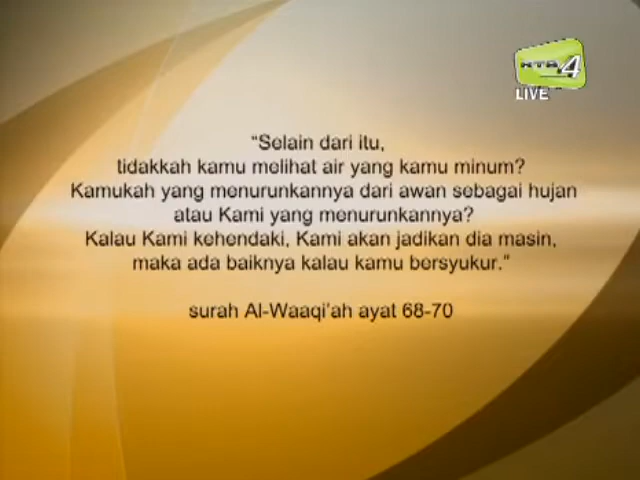 NTV4
LIVE
"Selain dari itu,
tidakkah kamu melihat air yang kamu minum?
Kamukah yang menurunkannya dari awan sebagai hujan
atau Kami yang menurunkannya?
Kalau Kami kehendaki, Kami akan jadikan dia masin,
maka ada baiknya kalau kamu bersyukur."
surah Al-Waaqi'ah ayat 68-70